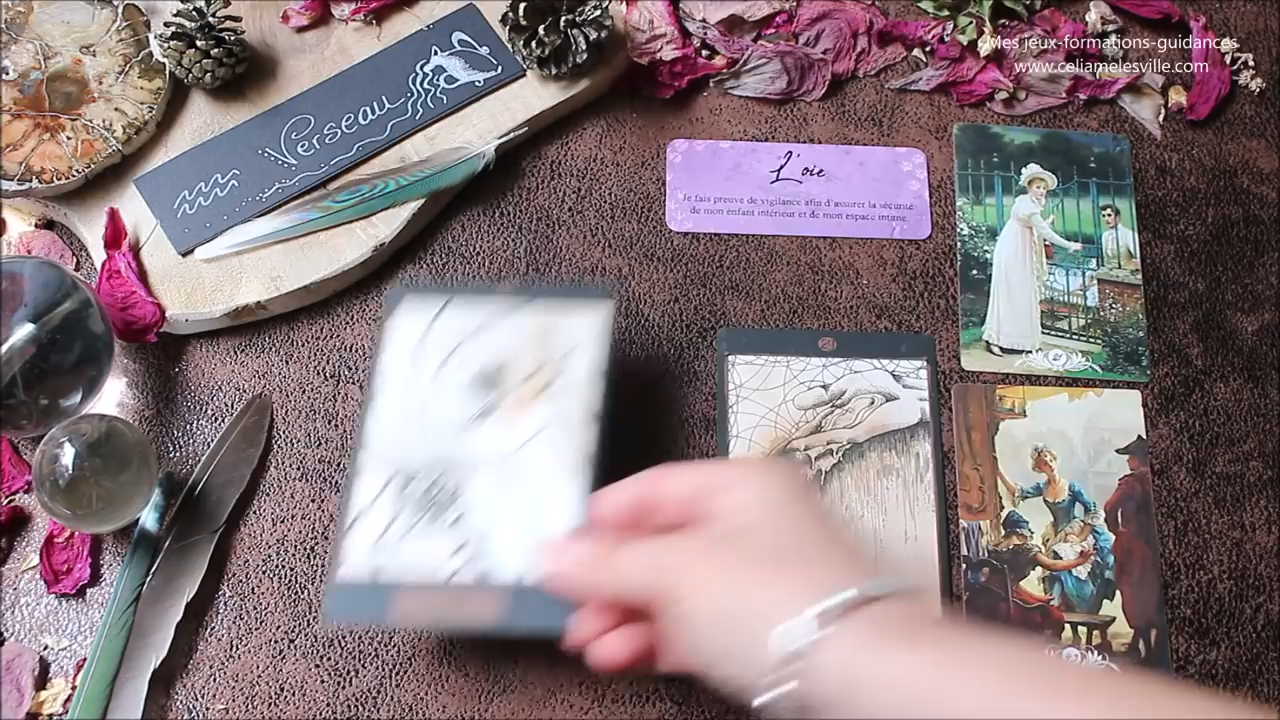 Mes jeux-formations-guidances
www.celiamelesville.com
Verseau
L'oie
Je fais preuve de vigilance afin d'assurer la sécurité
de mon enfant intérieur et de mon espace intime.
21